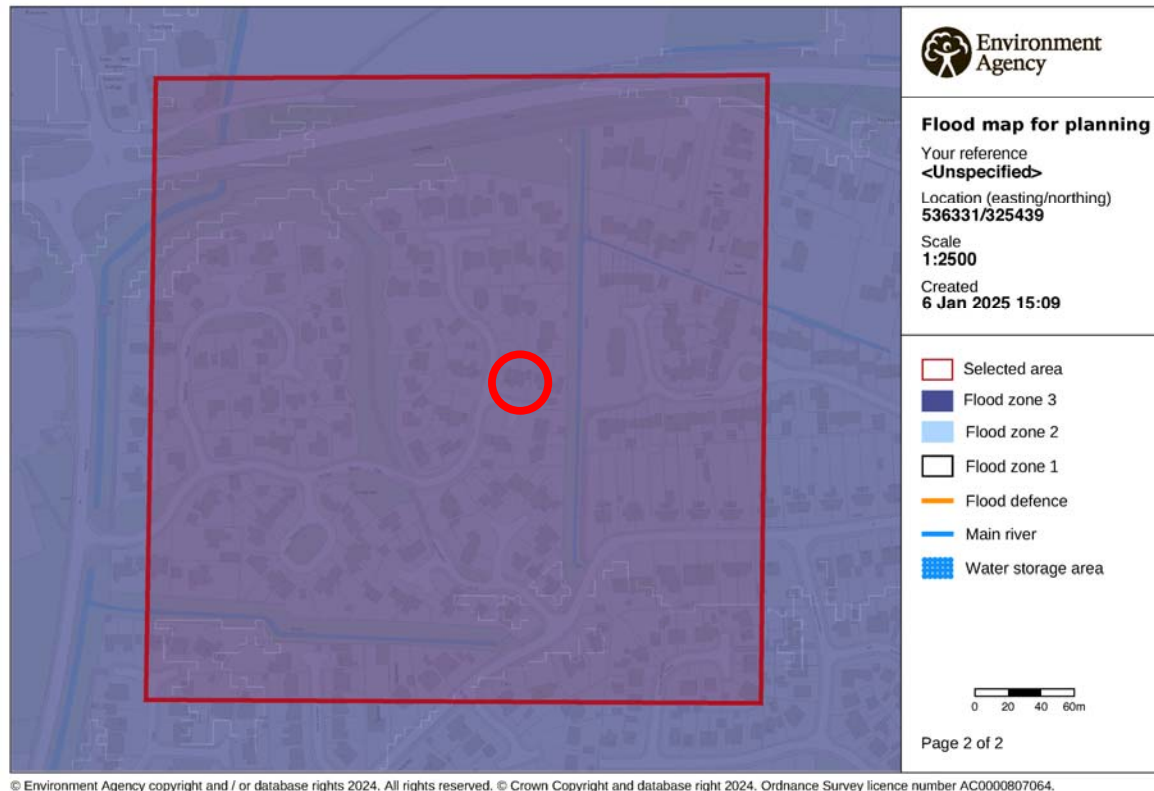 Environment
Agency
Flood map for planning
Your reference
<Unspecified>
Location (easting/northing)
536331/325439
Scale
1:2500
Created
6 Jan 2025 15:09
Selected area
Flood zone 3
Flood zone 2
Flood zone 1
Flood defence
Main river
Water storage area
0 20 40 60m
Page 2 of 2
© Environment Agency copyright and / or database rights 2024. All rights reserved. © Crown Copyright and database right 2024. Ordnance Survey licence number AC0000807064.